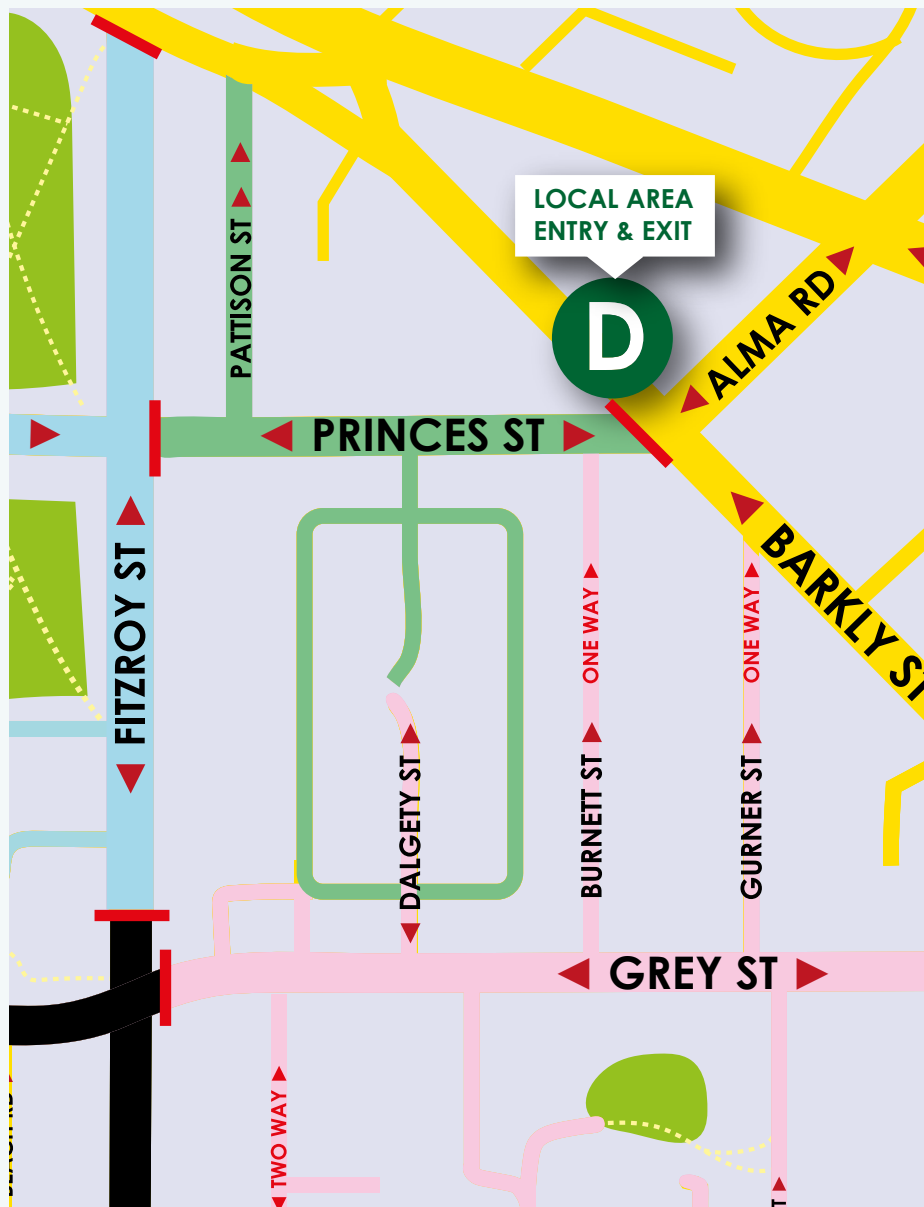 LOCAL AREA
ENTRY & EXIT
D
ALMA RD
PATTISON ST
PRINCES ST
BARKLY ST
FITZROY ST
ONE WAY
ONE WAY
DALGETY ST
BURNETT ST
GURNER ST
GREY ST
TWO WAY